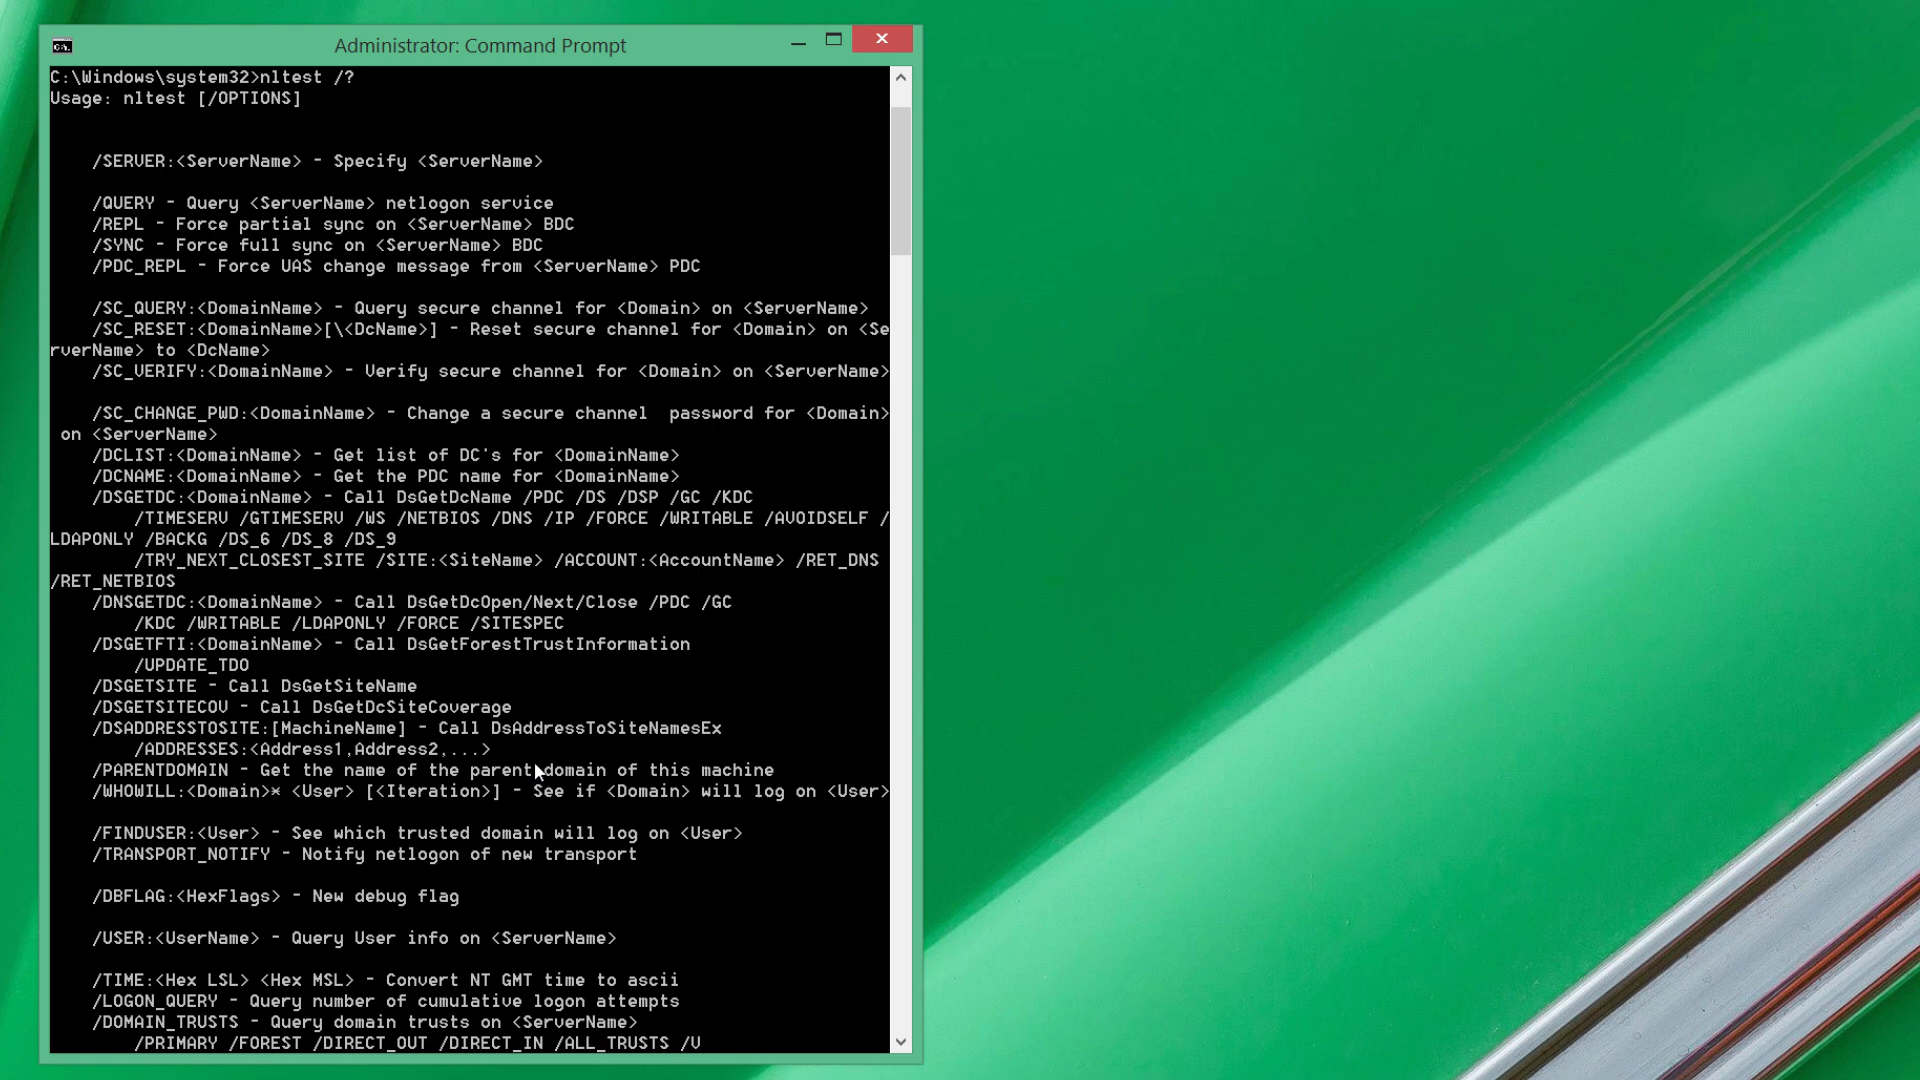 Administrator: Command Prompt
C:\Windows\system32>nltest /?
Usage: nltest [/OPTIONS]
/SERVER:<ServerName> - Specify <ServerName>
/QUERY - Query <ServerName> netlogon service
/REPL - Force partial sync on <ServerName> BDC
/SYNC - Force full sync on <ServerName> BDC
/PDC_REPL - Force UAS change message from <ServerName> PDC
/SC_QUERY:<DomainName> - Query secure channel for <Domain> on <ServerName>
/SC_RESET:<DomainName>[\<DcName>] - Reset secure channel for <Domain> on <Se
rverName> to <DcName>
/SC_VERIFY:<DomainName> - Verify secure channel for <Domain> on <ServerName>
/SC_CHANGE_PWD:<DomainName> - Change a secure channel  password for <Domain>
on <ServerName>
/DCLIST:<DomainName> - Get list of DC's for <DomainName>
/DCNAME:<DomainName> - Get the PDC name for <DomainName>
/DSGETDC:<DomainName> - Call DsGetDcName /PDC /DS /DSP /GC /KDC
/TIMESERV /GTIMESERV /WS /NETBIOS /DNS /IP /FORCE /WRITABLE /AVOIDSELF /
LDAPONLY /BACKG /DS_6 /DS_8 /DS_9
/TRY_NEXT_CLOSEST_SITE /SITE:<SiteName> /ACCOUNT:<AccountName> /RET_DNS
/RET_NETBIOS
/DNSGETDC:<DomainName> - Call DsGetDcOpen/Next/Close /PDC /GC
/KDC /WRITABLE /LDAPONLY /FORCE /SITESPEC
/DSGETFTI:<DomainName> - Call DsGetForestTrustInformation
/UPDATE_TDO
/DSGETSITE - Call DsGetSiteName
/DSGETSITECOV - Call DsGetDcSiteCoverage
/DSADDRESSTOSITE:[MachineName] - Call DsAddressToSiteNamesEx
/ADDRESSES:<Address1,Address2,...>
/PARENTDOMAIN - Get the name of the parent domain of this machine
/WHOWILL:<Domain>* <User> [<Iteration>] - See if <Domain> will log on <User>
/FINDUSER:<User> - See which trusted domain will log on <User>
/TRANSPORT_NOTIFY - Notify netlogon of new transport
/DBFLAG:<HexFlags> - New debug flag
/USER:<UserName> - Query User info on <ServerName>
/TIME:<Hex LSL> <Hex MSL> - Convert NT GMT time to ascii
/LOGON_QUERY - Query number of cumulative logon attempts
/DOMAIN_TRUSTS - Query domain trusts on <ServerName>
/PRIMARY /FOREST /DIRECT_OUT /DIRECT_IN /ALL_TRUSTS /V